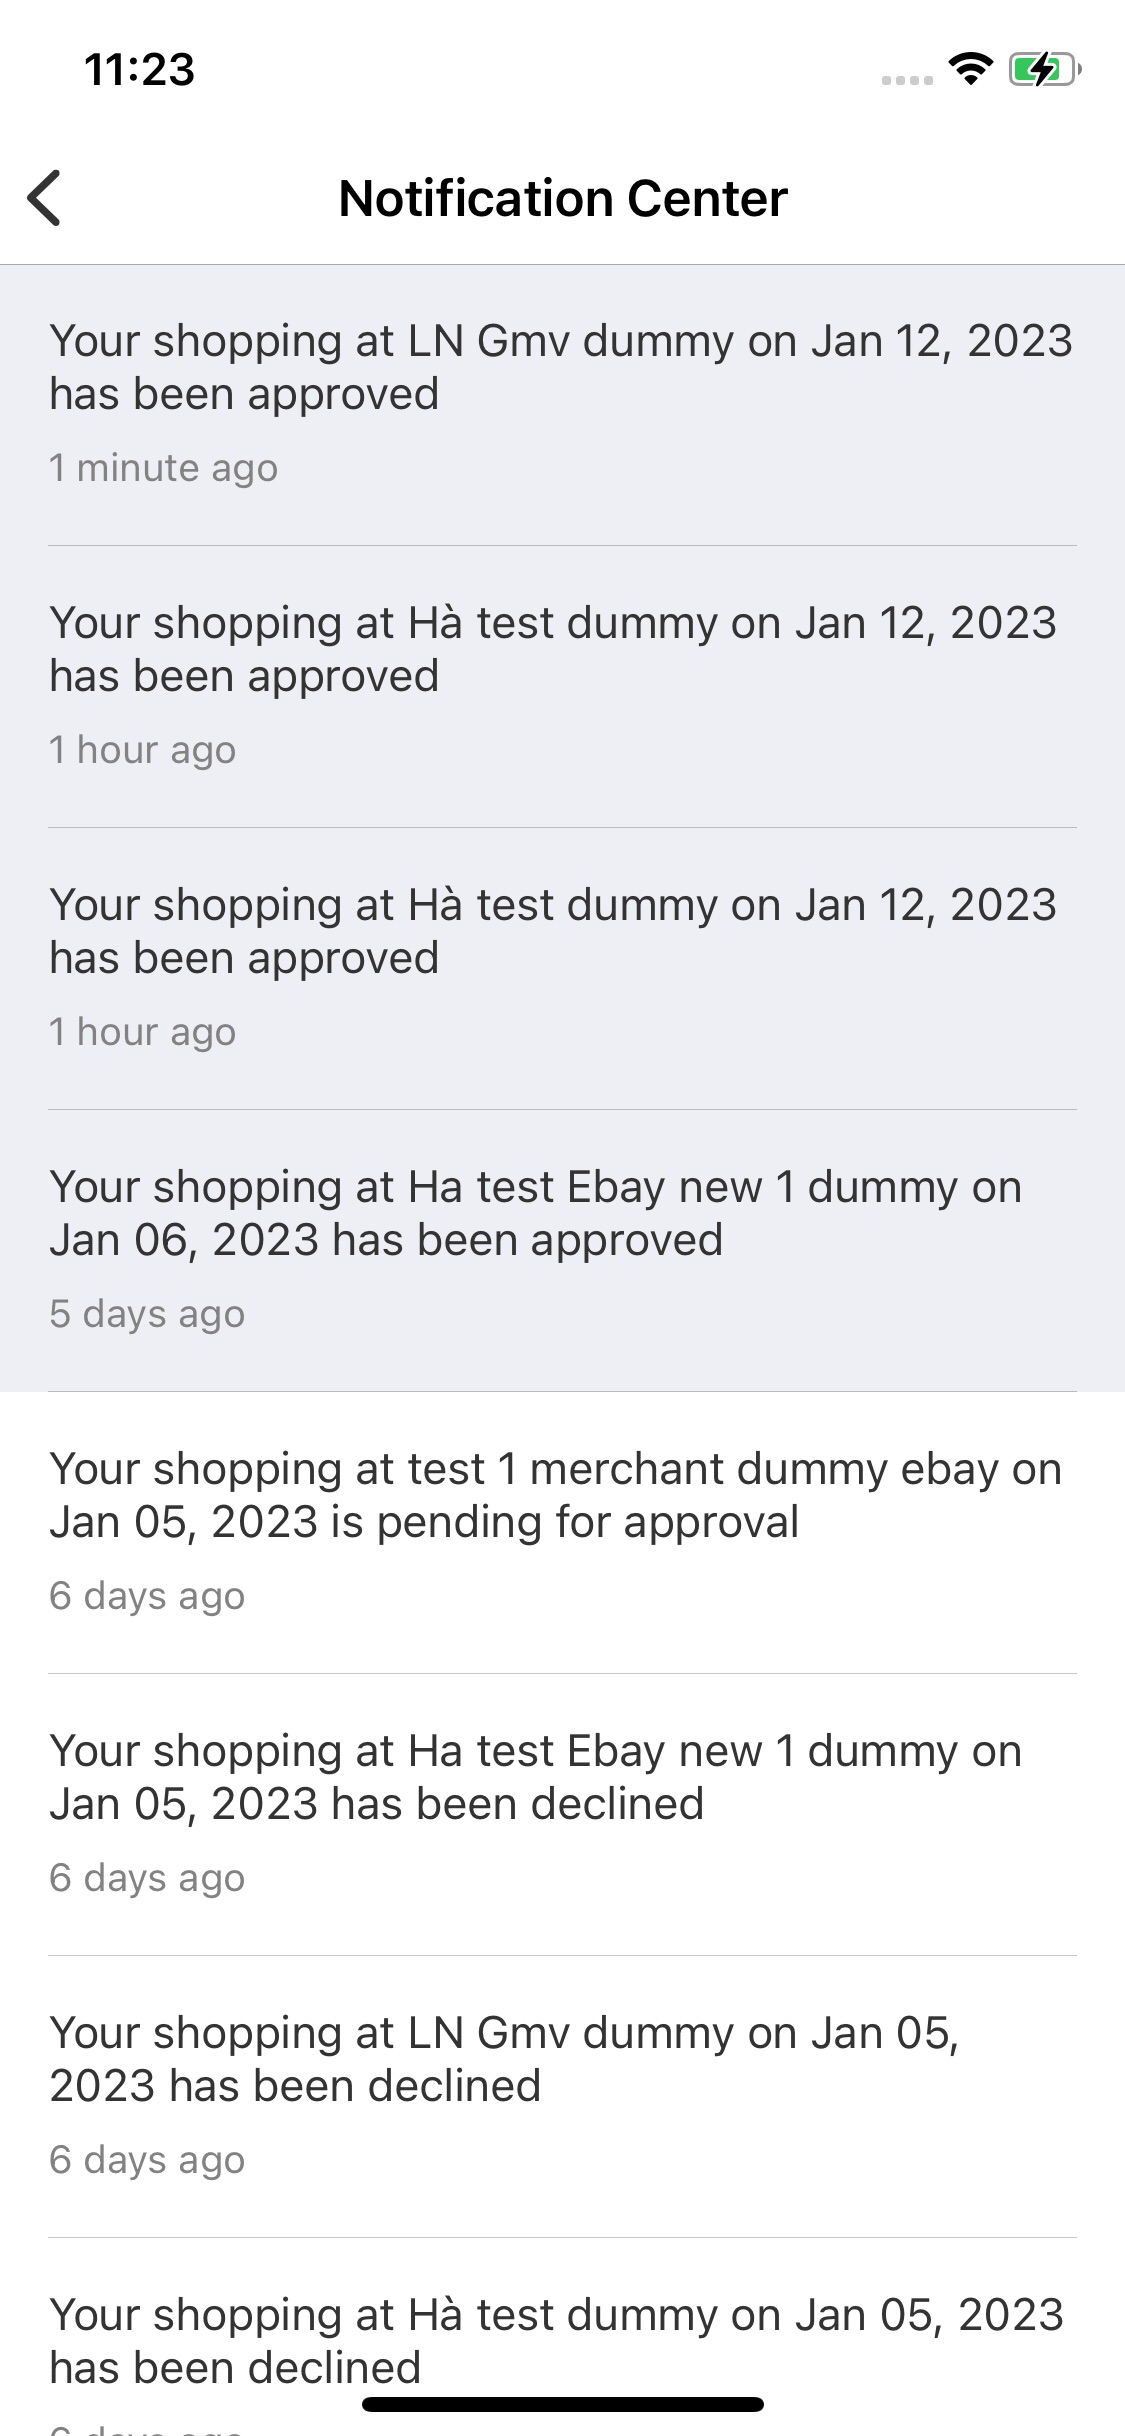 11:23
Notification Center
Your shopping at LN Gmv dummy on Jan 12, 2023
has been approved
1 minute ago
Your shopping at Hà test dummy on Jan 12, 2023
has been approved
1 hour ago
Your shopping at Hà test dummy on Jan 12, 2023
has been approved
1 hour ago
Your shopping at Ha test Ebay new 1 dummy on
Jan 06, 2023 has been approved
5 days ago
Your shopping at test 1 merchant dummy ebay on
Jan 05, 2023 is pending for approval
6 days ago
Your shopping at Ha test Ebay new 1 dummy on
Jan 05, 2023 has been declined
6 days ago
Your shopping at LN Gmv dummy on Jan 05,
2023 has been declined
6 days ago
Your shopping at Hà test dummy on Jan 05, 2023
has been declined